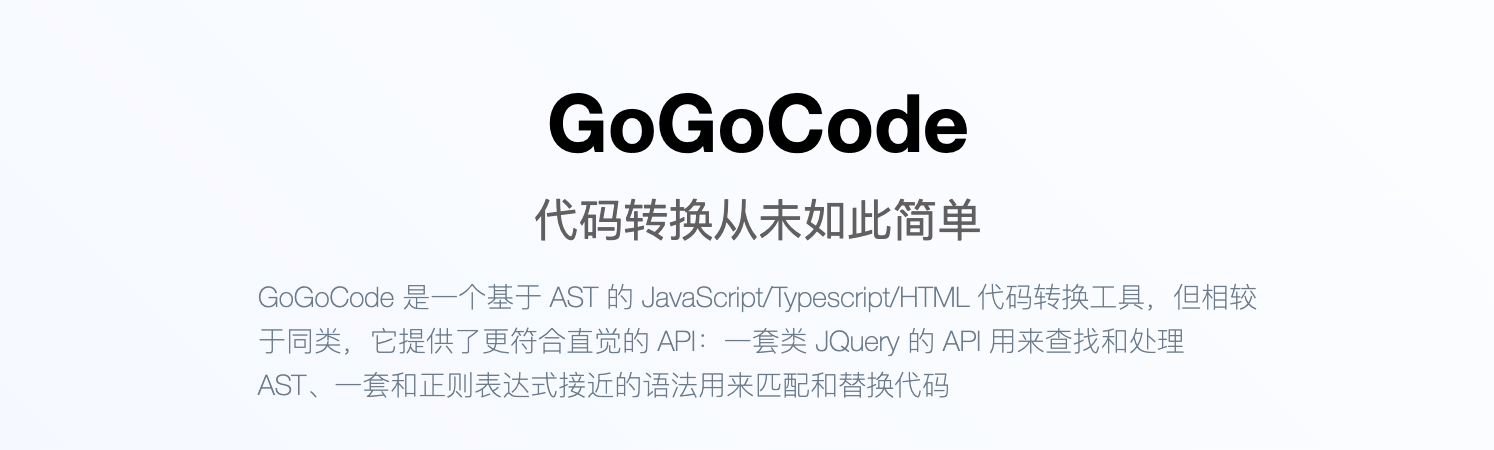 GoGoCode
代码转换从未如此简单
GoGoCode 是一个基于 AST 的 JavaScript/Typescript/HTML 代码转换工具，但相较
于同类，它提供了更符合直觉的 API：一套类 JQuery 的 API 用来查找和处理
AST、一套和正则表达式接近的语法用来匹配和替换代码